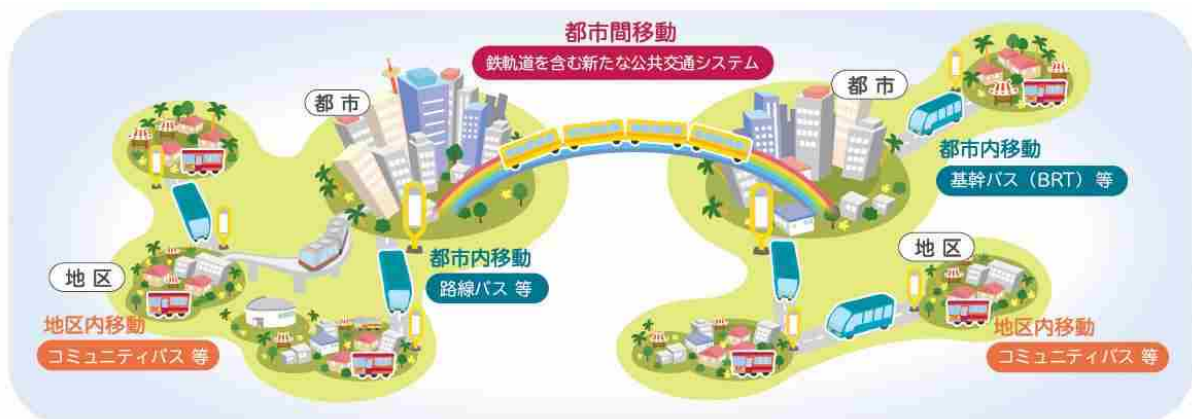 都市間移動
鉄軌道を含む新たな公共交通システム
都市
都市
都市内移動
基幹バス（BRT）等
地区
都市内移動
路線バス 等
地区
地区内移動
コミュニティバス 等
地区内移動
コミュニティバス 等